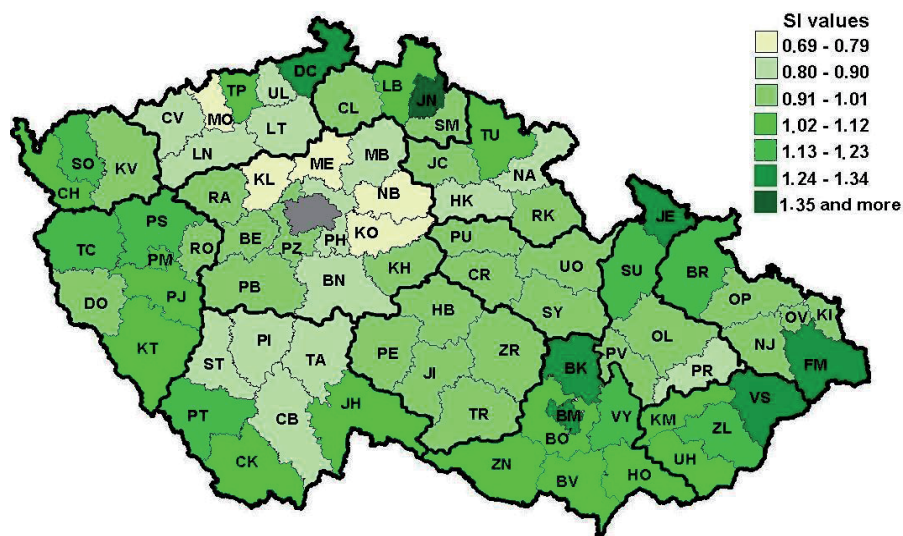 SI values
0.69 - 0.79
0.80 - 0.90
0.91 - 1.01
1.02 - 1.12
1.13 - 1.23
1.24 - 1.34
1.35 and more
DC
TP
UL
LB
CV
MO
CL
JN
LT
SM
TU
LN
SO
KV
ME
MB
JC
NA
CH
KL
RA
NB
HK
RK
JE
PS
TC
RO
BE
PZ
PH
KO
PU
PM
SU
BR
DO
PJ
PB
BN
KH
CR
UO
OP
KI
OV
KT
HB
SY
OL
NJ
ST
PI
TA
PE
ZR
PV
PR
FM
JI
BK
VS
PT
CB
JH
TR
BM
VY
KM
ZL
CK
BO
ZN
BV
HO
UH